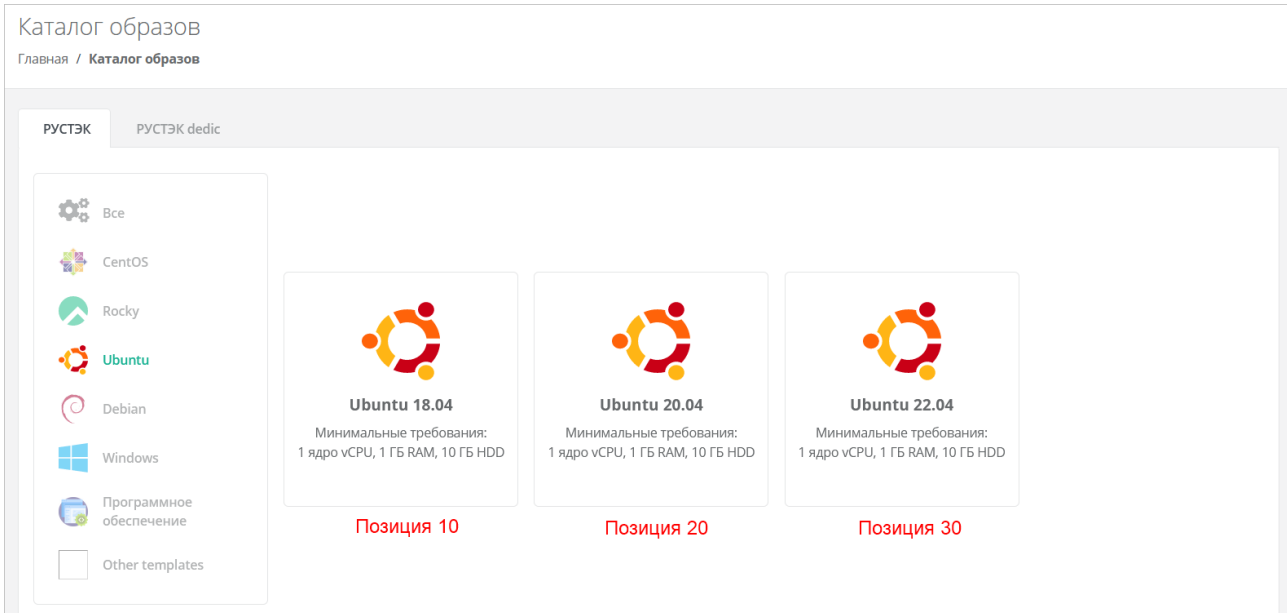 Каталог образов
Главная / Каталог образов
РУСТЭК
РУСТЭК dedic
Все
CentOS
Rocky
Ubuntu
Debian
Windows
Программное
обеспечение
Other templates
Ubuntu 18.04
Минимальные требования:
1 ядро vCPU, 1 ГБ RAM, 10 ГБ HDD
Позиция 10
Ubuntu 20.04
Минимальные требования:
1 ядро vCPU, 1 ГБ RAM, 10 ГБ HDD
Позиция 20
Ubuntu 22.04
Минимальные требования:
1 ядро vCPU, 1 ГБ RAM, 10 ГБ HDD
Позиция 30